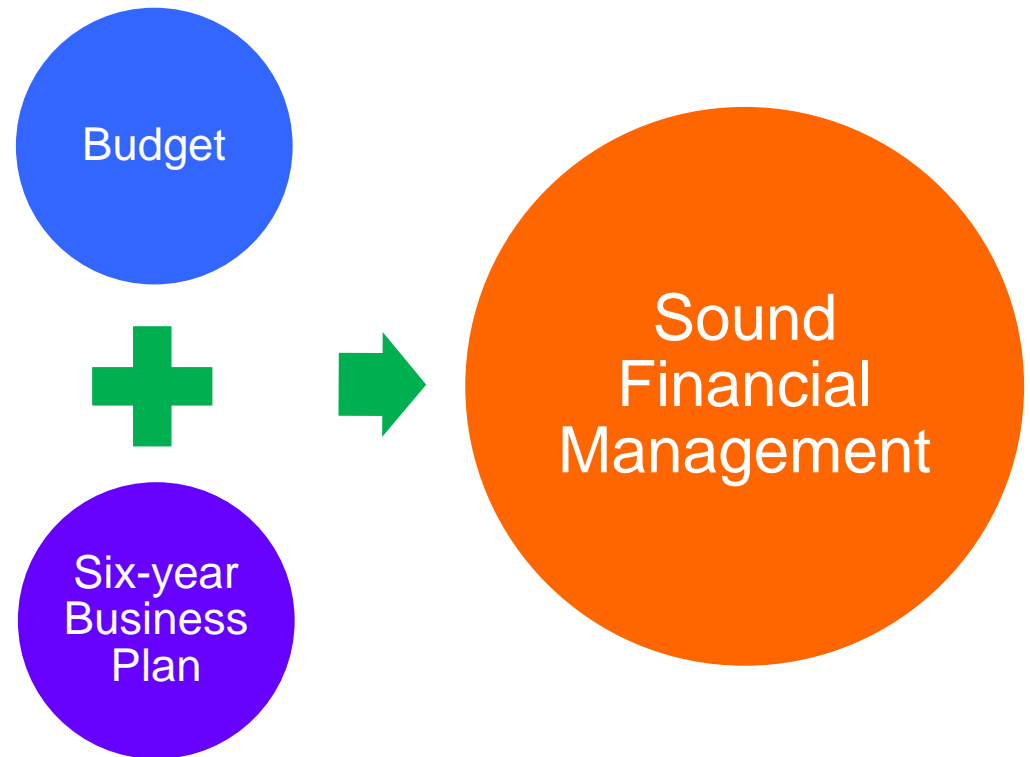 Budget
Six-year
Business
Plan
Sound
Financial
Management